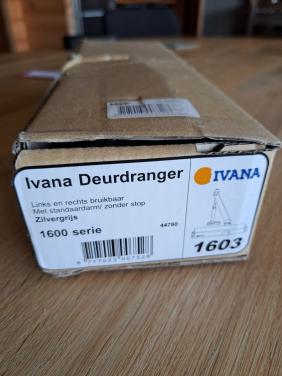 Ivana Deurdranger
IVANA
Links en rechts bruikbaar
Met standaardarm/ zonder stop
Zilvergrijs
1600 serie
44790
1603